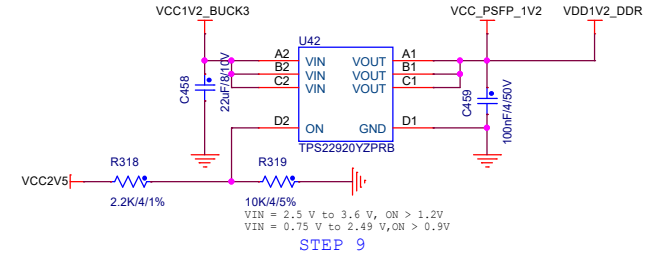 VCC1V2_BUCK3
VCC_PSFP_1V2
VDD1V2_DDR
U42
A2 VIN VOUT A1
B2 VIN VOUT B1
C2 VIN VOUT C1
D2 ON GND D1
TPS22920YZPRB
C458
22uF/8/10V
C459
100nF/4/50V
R318
R319
VCC2V5
2.2K/4/1%
10K/4/5%
VIN = 2.5 V to 3.6 V, ON > 1.2V
VIN = 0.75 V to 2.49 V,ON > 0.9V
STEP 9